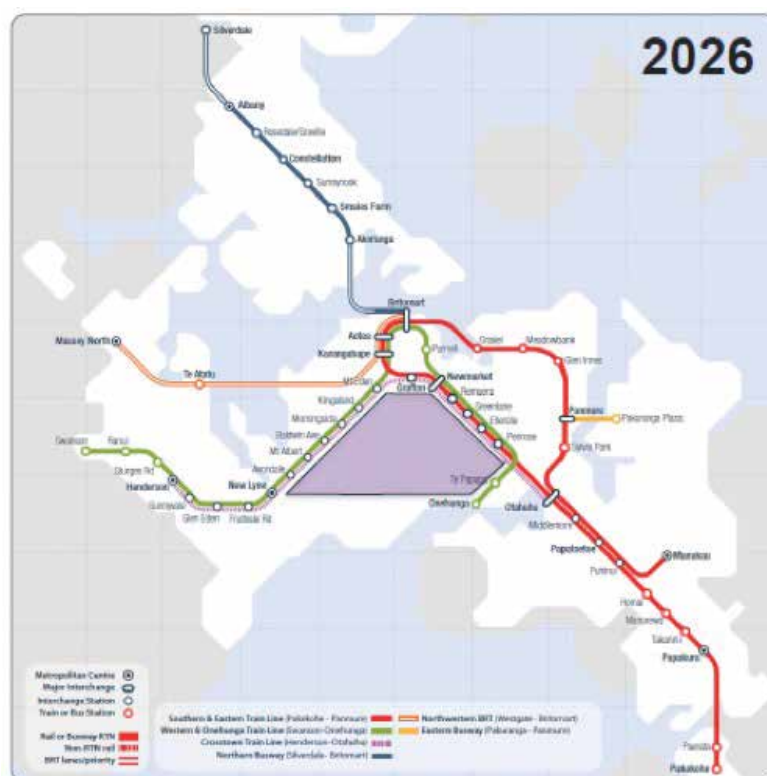 2026
Silverdale
Albany
Rosedale/Greville
Constellation
Sunnynook
Smales Farm
Akoranga
Britomart
Massey North
Aotea
Karangahape
Te Atatu
Mt Eden
Grafton
Parnell
Newmarket
Orakei
Meadowbank
Glen Innes
Kingsland
Remuera
Greenlane
Ellerslie
Penrose
Panmure
Pakuranga Plaza
Morningside
Baldwin Ave
Mt Albert
Avondale
Sylvia Park
Swanson
Ranui
Sturges Rd
Henderson
Sunnyvale
Glen Eden
Fruitvale Rd
New Lynn
Te Papapa
Onehunga
Otahuhu
Middlemore
Papatoetoe
Puhinui
Manukau
Homai
Manurewa
Takanini
Papakura
Paerata
Pukekohe
Metropolitan Centre
Major Interchange
Interchange Station
Train or Bus Station
Rail or Busway RTN
Non-RTN rail
BRT lanes/priority
Southern & Eastern Train Line (Pukekohe - Panmure)
Western & Onehunga Train Line (Swanson-Onehunga)
Crosstown Train Line (Henderson-Otahuhu)
Northern Busway (Silverdale - Britomart)
Northwestern BRT (Westgate - Britomart)
Eastern Busway (Pakuranga - Panmure)